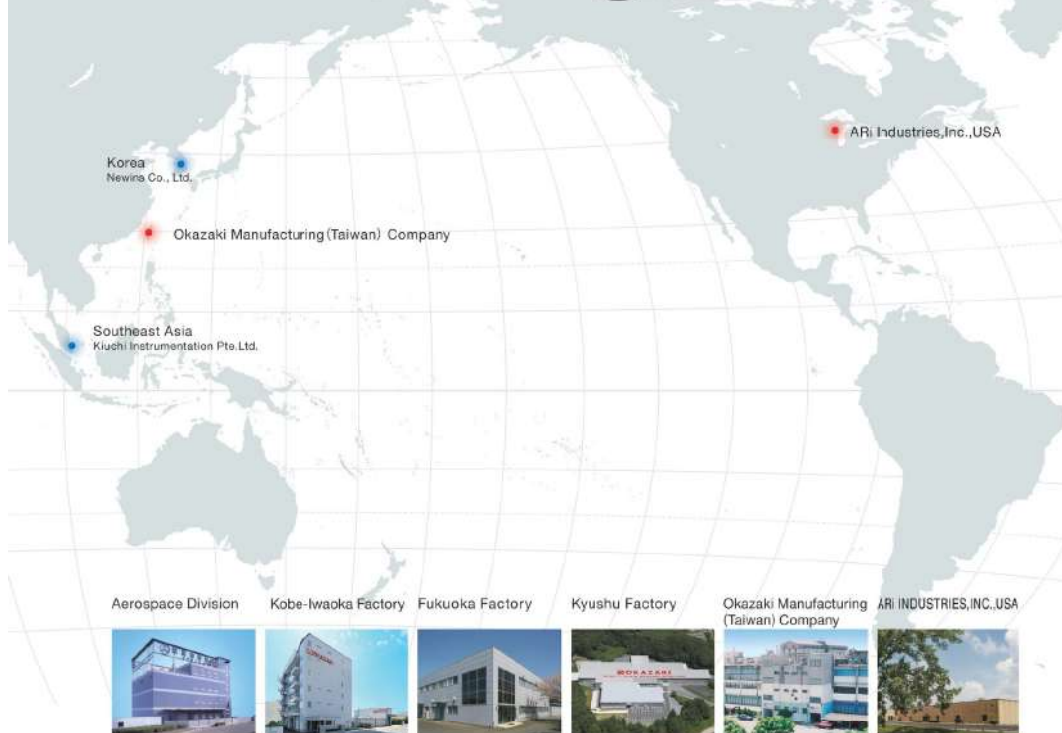 ARi Industries,Inc.,USA
Korea
Newins Co., Ltd.
Okazaki Manufacturing(Taiwan) Company
Southeast Asia
Kiuchi Instrumentation Pte.Ltd.
Aerospace Division
Kobe-Iwaoka Factory
Fukuoka Factory
Kyushu Factory
Okazaki Manufacturing
(Taiwan) Company
ARi INDUSTRIES,INC.,USA
OKAZAKI
OKAZAKI